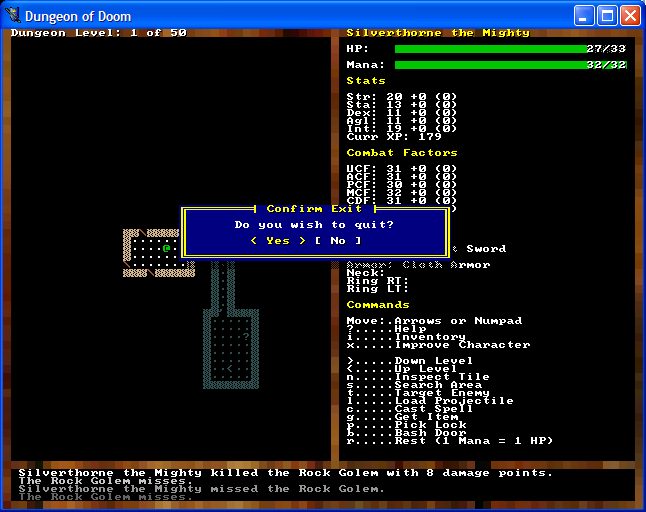 Dungeon of Doom
Dungeon Level: 1 of 50
Silverthorne the Mighty
HP: 27/33
Mana: 32/32
Stats
Str: 20 +0 (0)
Sta: 13 +0 (0)
Dex: 11 +0 (0)
Agl: 11 +0 (0)
Int: 19 +0 (0)
Curr XP: 179
Combat Factors
UCF: 31 +0 (0)
ACF: 31 +0 (0)
PCF: 30 +0 (0)
MCF: 32 +0 (0)
CDF: 31 +0 (0)
)
Confirm Exit
Do you wish to quit?
< Yes > [ No ]
t Sword
Armor: Cloth Armor
Neck:
Ring RT:
Ring LT:
Commands
Move:.Arrows or Numpad
?.....Help
i.....Inventory
x.....Improve Character
>.....Down Level
<.....Up Level
n.....Inspect Tile
s.....Search Area
t.....Target Enemy
l.....Load Projectile
c.....Cast Spell
g.....Get Item
p.....Pick Lock
b.....Bash Door
r.....Rest (1 Mana = 1 HP)
Silverthorne the Mighty killed the Rock Golem with 8 damage points.
The Rock Golem misses.
Silverthorne the Mighty missed the Rock Golem.
The Rock Golem misses.